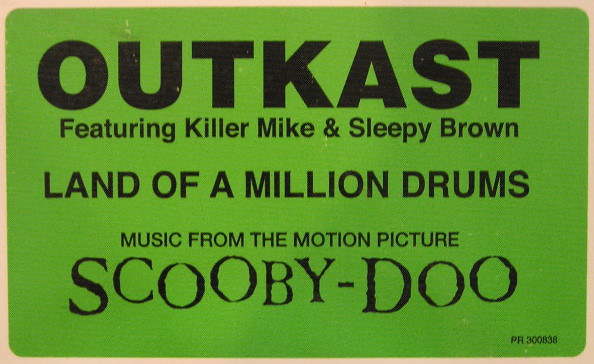 OUTKAST
Featuring Killer Mike & Sleepy Brown
LAND OF A MILLION DRUMS
MUSIC FROM THE MOTION PICTURE
SCOOBY-DOO
PR 300838